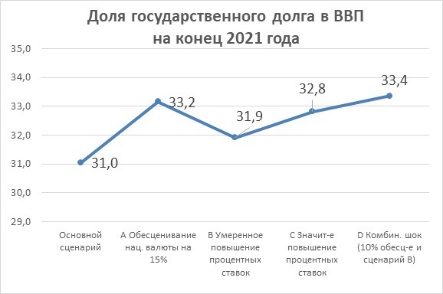 Доля государственного долга в ВВП
на конец 2021 года
35,0
34,0
33,0
32,0
31,0
30,0
29,0
31,0
33,2
31,9
32,8
33,4
Основной
сценарий
А Обесценивание
нац. валюты на
15%
В Умеренное
повышение
процентных
ставок
С Значит-е
повышение
процентных
ставок
D Комбин. шок
(10% обесц-е и
сценарий В)